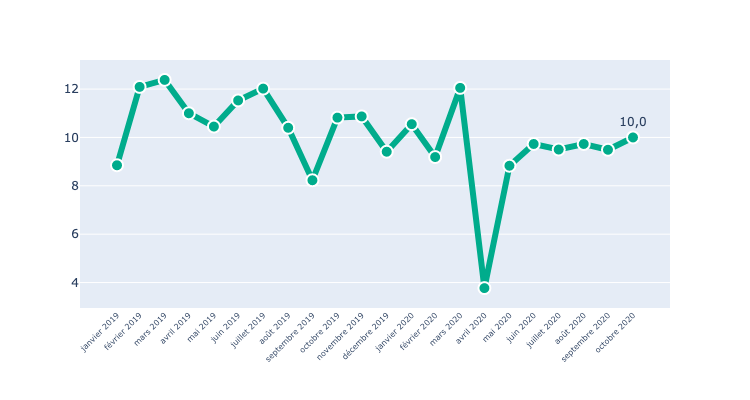 12
10
8
6
4
10,0
janvier 2019
février 2019
mars 2019
avril 2019
mai 2019
juin 2019
juillet 2019
août 2019
septembre 2019
octobre 2019
novembre 2019
décembre 2019
janvier 2020
février 2020
mars 2020
avril 2020
mai 2020
juin 2020
juillet 2020
août 2020
septembre 2020
octobre 2020